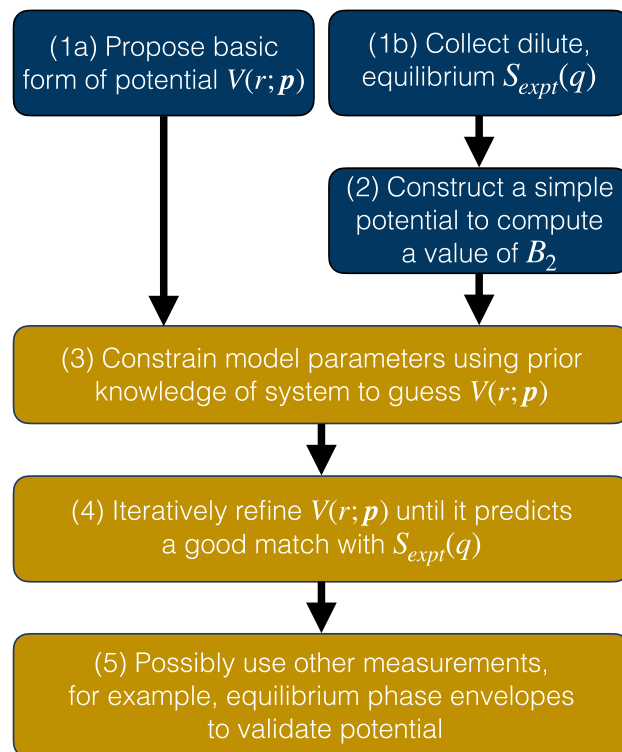 (1a) Propose basic
form of potential V(r; p)
(1b) Collect dilute,
equilibrium S_expt(q)
(2) Construct a simple
potential to compute
a value of B_2
(3) Constrain model parameters using prior
knowledge of system to guess V(r; p)
(4) Iteratively refine V(r; p) until it predicts
a good match with S_expt(q)
(5) Possibly use other measurements,
for example, equilibrium phase envelopes
to validate potential